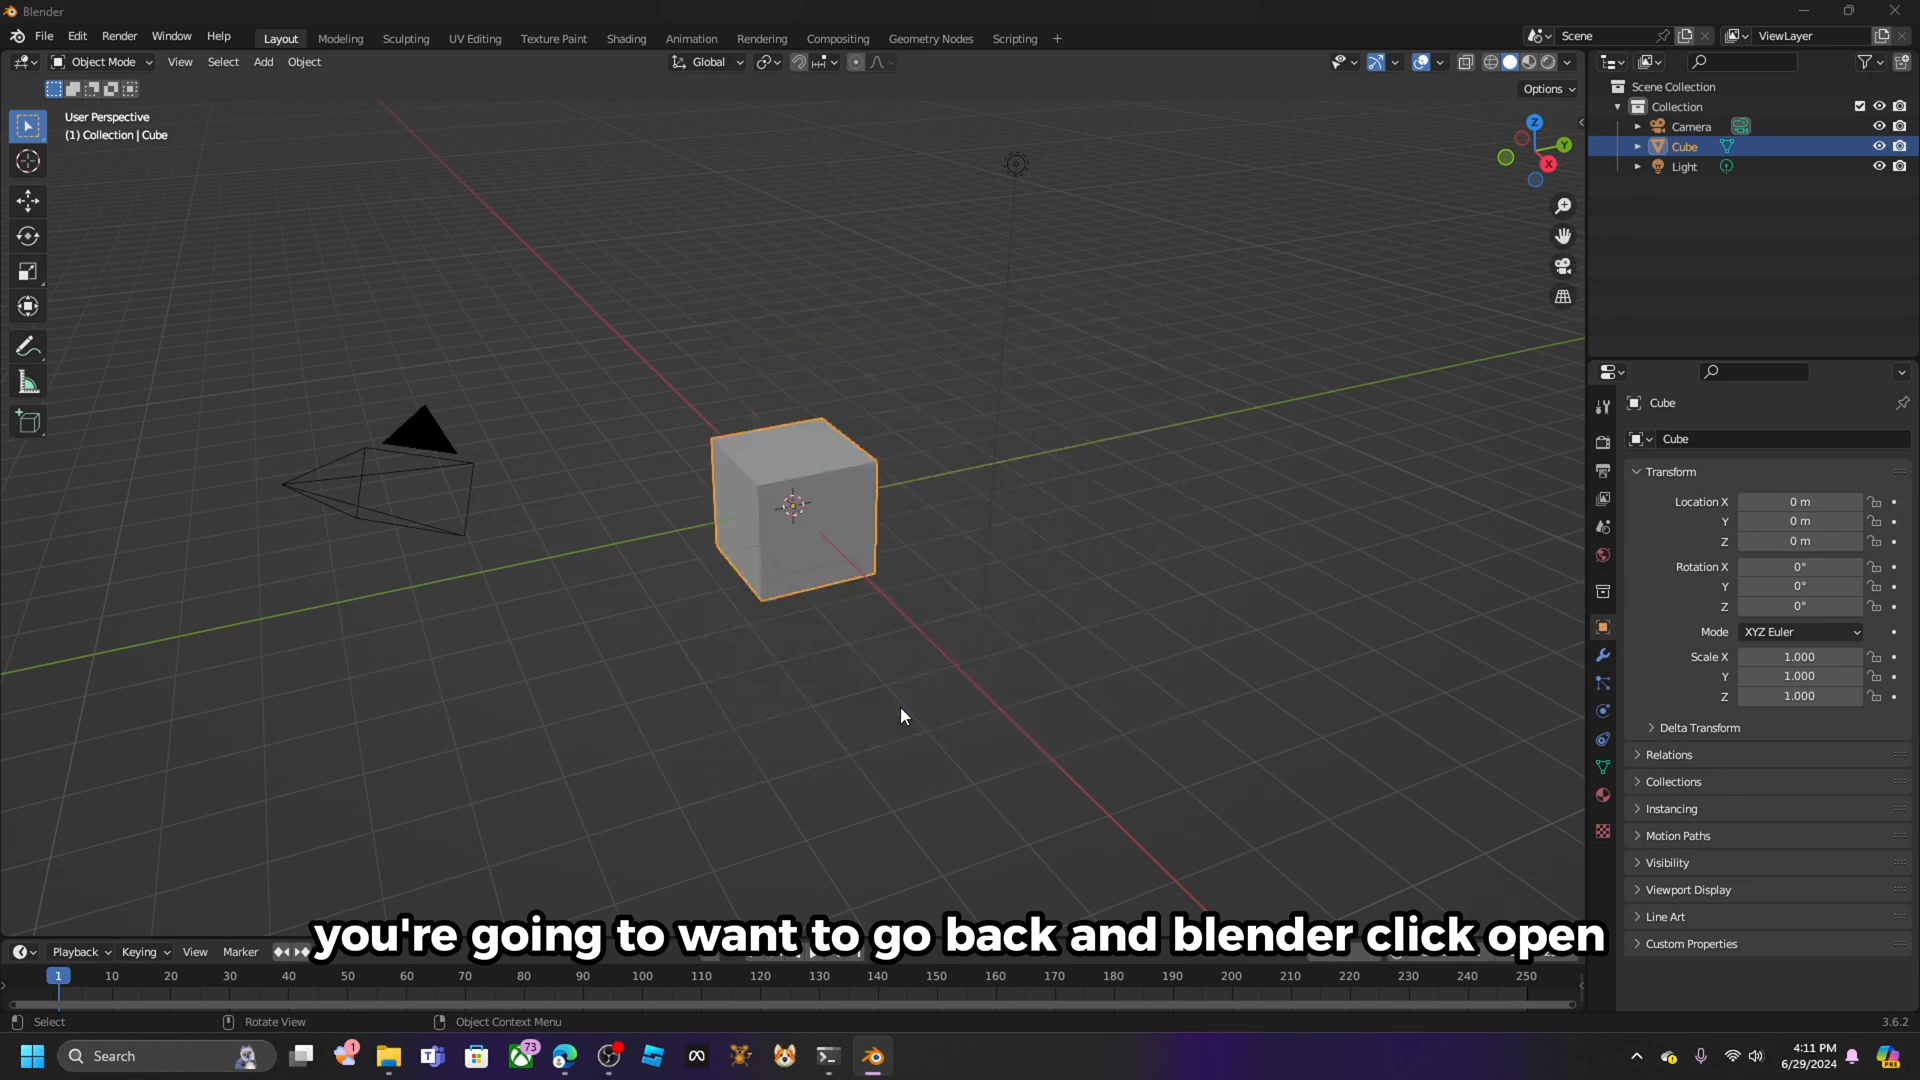 Blender
File Edit Render Window Help Layout Modeling Sculpting UV Editing Texture Paint Shading Animation Rendering Compositing Geometry Nodes Scripting + Scene ViewLayer
Object Mode View Select Add Object Global
Options
User Perspective
(1) Collection | Cube
Z
Y
X
Scene Collection
Collection
Camera
Cube
Light
Cube
Cube
Transform
Location X 0 m
Y 0 m
Z 0 m
Rotation X 0°
Y 0°
Z 0°
Mode XYZ Euler
Scale X 1.000
Y 1.000
Z 1.000
Delta Transform
Relations
Collections
Instancing
Motion Paths
Visibility
Viewport Display
Line Art
Custom Properties
you're going to want to go back and blender click open
Playback Keying View Marker
1 10 20 30 40 50 60 70 80 90 100 110 120 130 140 150 160 170 180 190 200 210 220 230 240 250
Select Rotate View Object Context Menu 3.6.2
Search 1 73 4:11 PM
6/29/2024
PRE